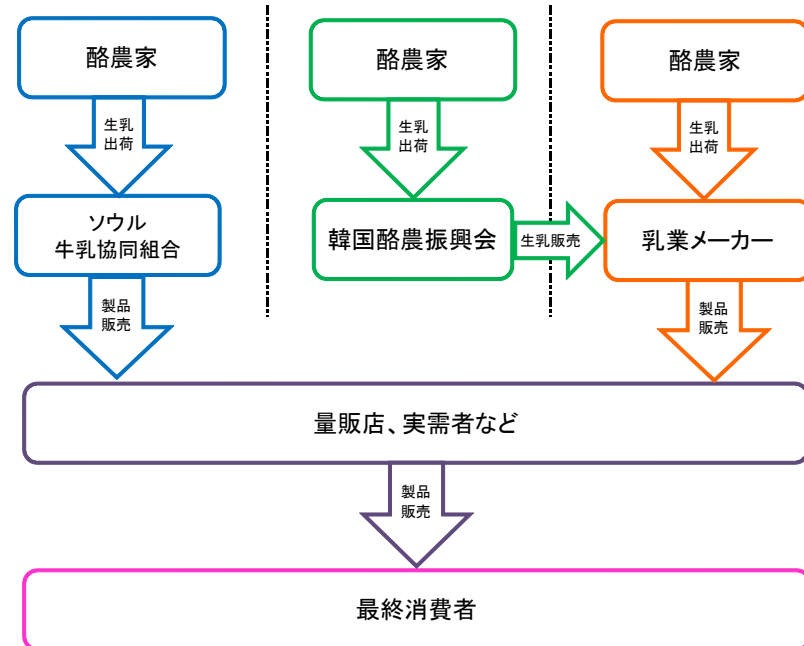 酪農家
酪農家
酪農家
生乳
出荷
生乳
出荷
生乳
出荷
ソウル
牛乳協同組合
韓国酪農振興会
生乳販売
乳業メーカー
製品
販売
製品
販売
量販店、実需者など
製品
販売
最終消費者